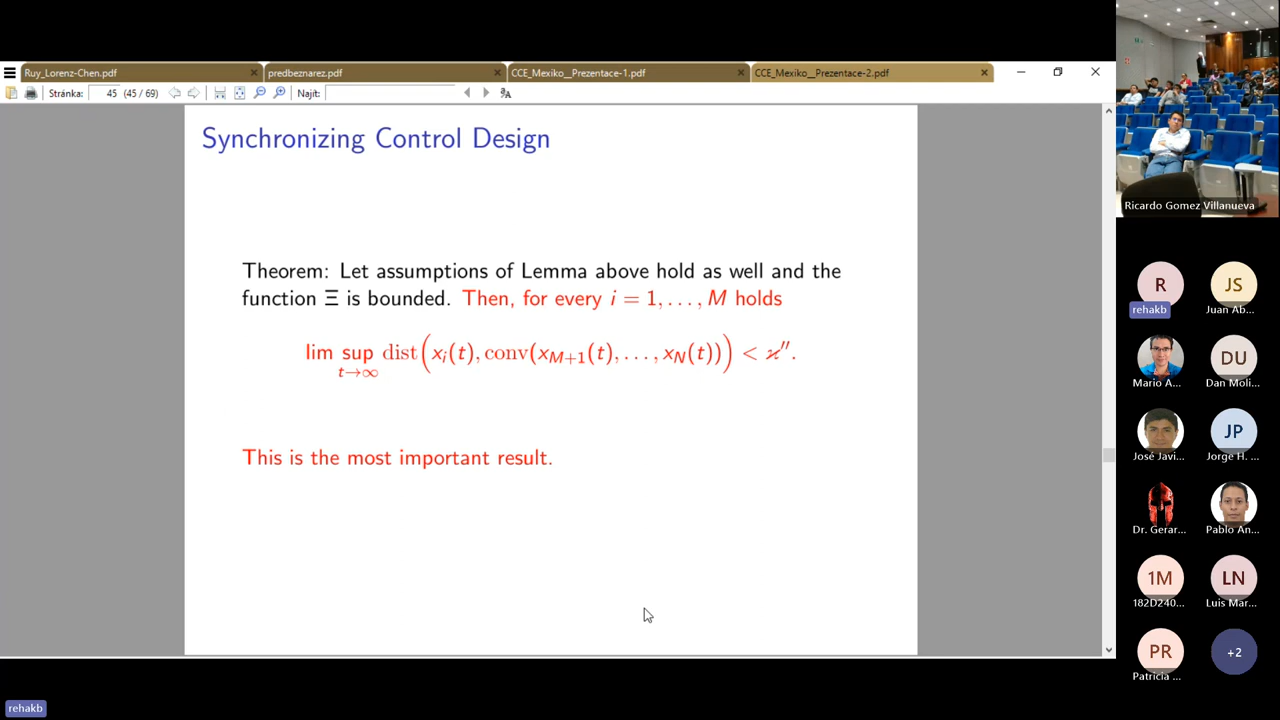 Ruy_Lorenz-Chen.pdf
predbeznarez.pdf
CCE_Mexiko__Prezentace-1.pdf
CCE_Mexiko__Prezentace-2.pdf
Stránka: 45 (45 / 69)
Najít:
Synchronizing Control Design
Theorem: Let assumptions of Lemma above hold as well and the
function Ξ is bounded. Then, for every i = 1, . . . , M holds
lim sup dist(x_i(t), conv(x_{M+1}(t), . . . , x_N(t))) < ϰ″.
t→∞
This is the most important result.
Ricardo Gomez Villanueva
R
rehakb
JS
Juan Ab...
Mario A...
DU
Dan Moli...
José Javi...
JP
Jorge H. ...
Dr. Gerar...
Pablo An...
1M
182D240...
LN
Luis Mar...
PR
Patricia ...
+2
rehakb